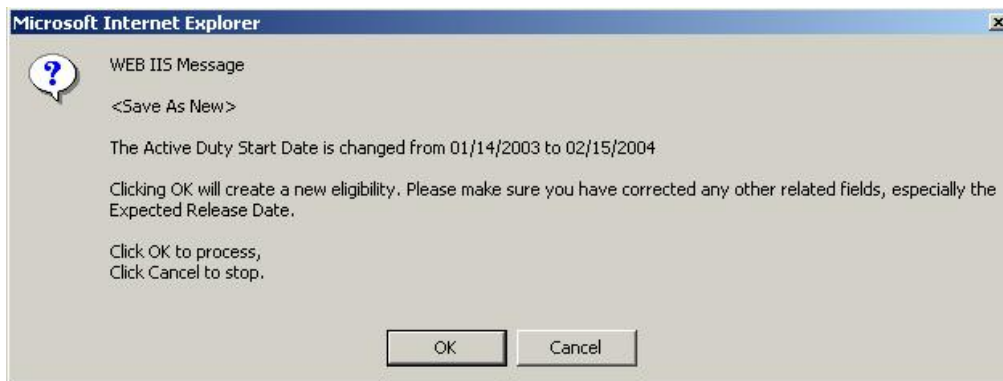 Microsoft Internet Explorer
WEB IIS Message
<Save As New>
The Active Duty Start Date is changed from 01/14/2003 to 02/15/2004
Clicking OK will create a new eligibility. Please make sure you have corrected any other related fields, especially the
Expected Release Date.
Click OK to process,
Click Cancel to stop.
OK
Cancel